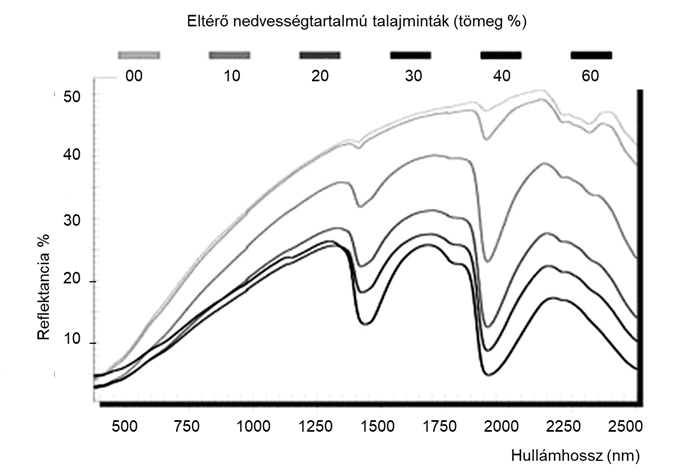 Eltérő nedvességtartalmú talajminták (tömeg %)
00 10 20 30 40 60
50
40
30
20
10
Reflektancia %
500 750 1000 1250 1500 1750 2000 2250 2500
Hullámhossz (nm)